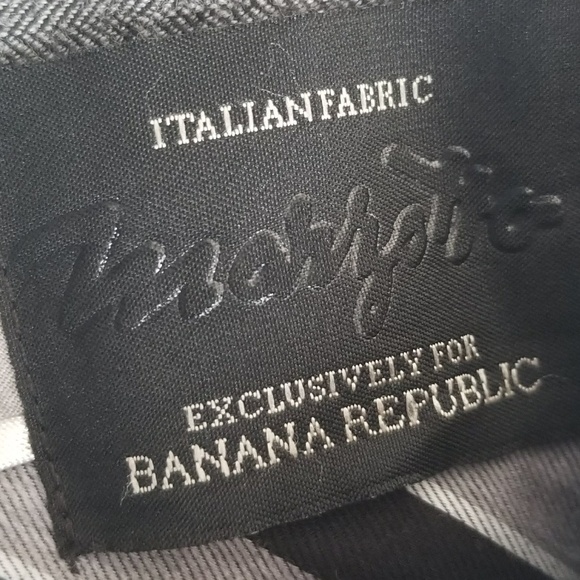 ITALIAN FABRIC
Marzotto
EXCLUSIVELY FOR
BANANA REPUBLIC